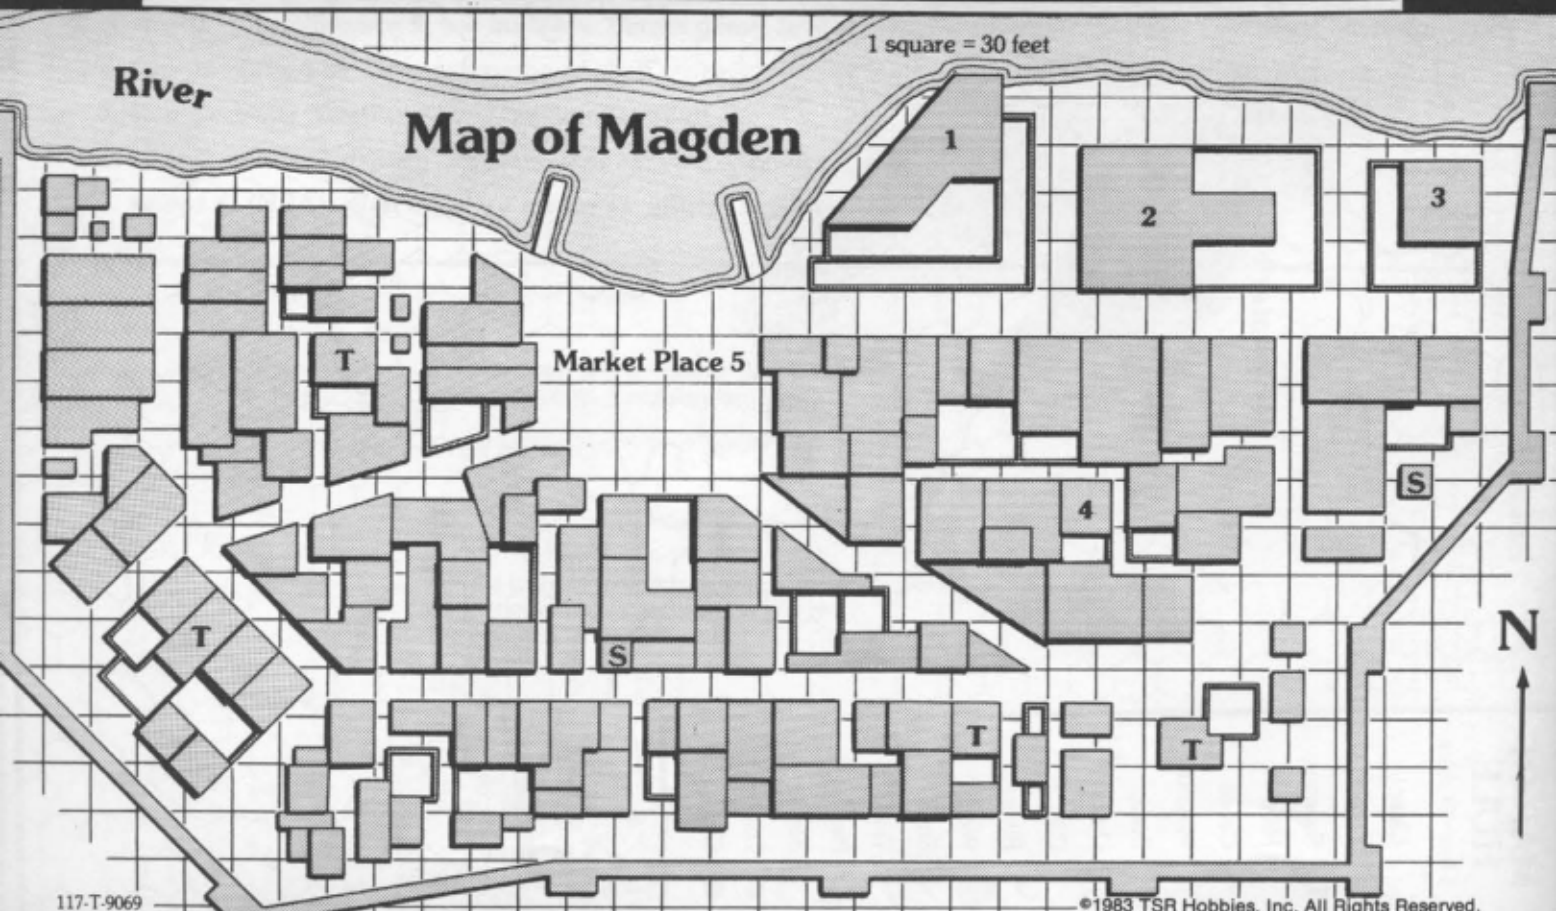 1 square = 30 feet
River
Map of Magden
1
2
3
T
Market Place 5
S
4
T
N
S
T
T
117-T-9069
©1983 TSR Hobbies, Inc. All Rights Reserved.